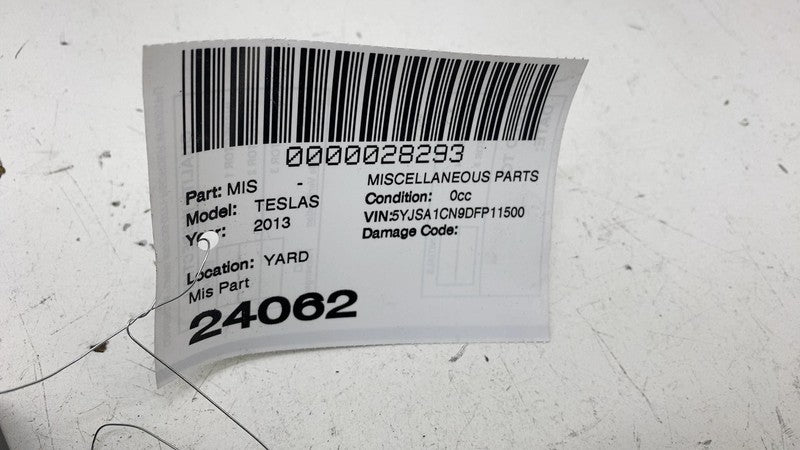 0000028293
Part: MIS - MISCELLANEOUS PARTS
Model: TESLAS Condition: 0cc
Year: 2013 VIN:5YJSA1CN9DFP11500
Damage Code:
Location: YARD
Mis Part
24062